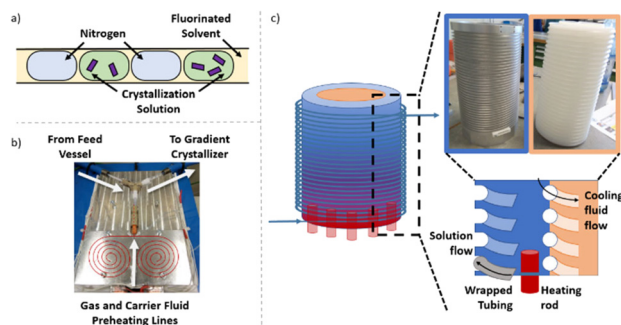 a)
Nitrogen
Fluorinated
Solvent
Crystallization
Solution
b)
From Feed
Vessel
To Gradient
Crystallizer
Gas and Carrier Fluid
Preheating Lines
c)
Cooling
fluid
flow
Solution
flow
Wrapped
Tubing
Heating
rod